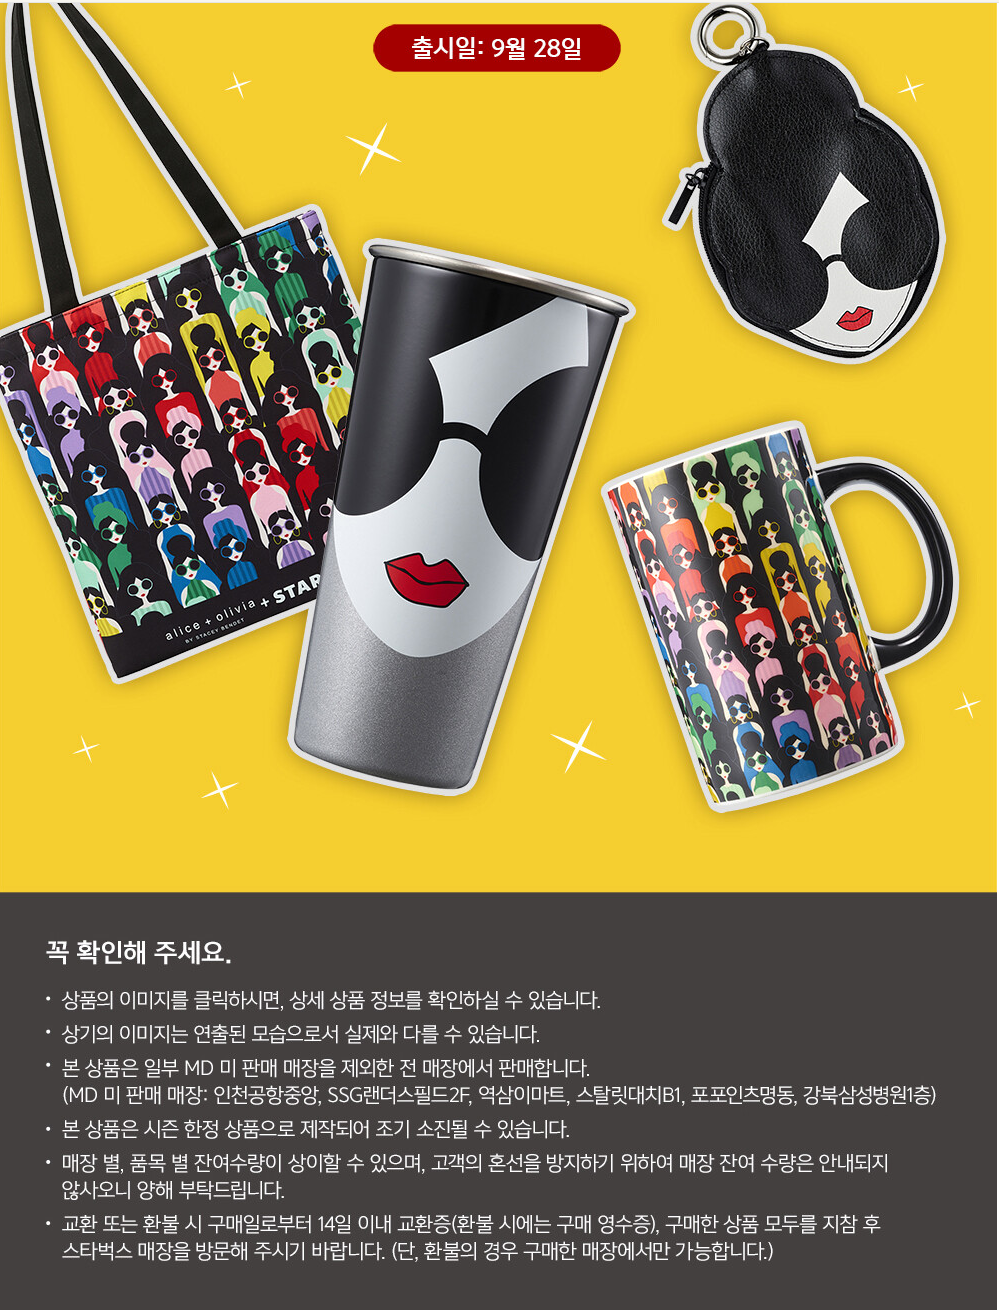 출시일: 9월 28일
alice + olivia + STAR
BY STACEY BENDET
꼭 확인해 주세요.
• 상품의 이미지를 클릭하시면, 상세 상품 정보를 확인하실 수 있습니다.
• 상기의 이미지는 연출된 모습으로서 실제와 다를 수 있습니다.
• 본 상품은 일부 MD 미 판매 매장을 제외한 전 매장에서 판매합니다.
(MD 미 판매 매장: 인천공항중앙, SSG랜더스필드2F, 역삼이마트, 스탈릿대치B1, 포포인츠명동, 강북삼성병원1층)
• 본 상품은 시즌 한정 상품으로 제작되어 조기 소진될 수 있습니다.
• 매장 별, 품목 별 잔여수량이 상이할 수 있으며, 고객의 혼선을 방지하기 위하여 매장 잔여 수량은 안내되지
않사오니 양해 부탁드립니다.
• 교환 또는 환불 시 구매일로부터 14일 이내 교환증(환불 시에는 구매 영수증), 구매한 상품 모두를 지참 후
스타벅스 매장을 방문해 주시기 바랍니다. (단, 환불의 경우 구매한 매장에서만 가능합니다.)